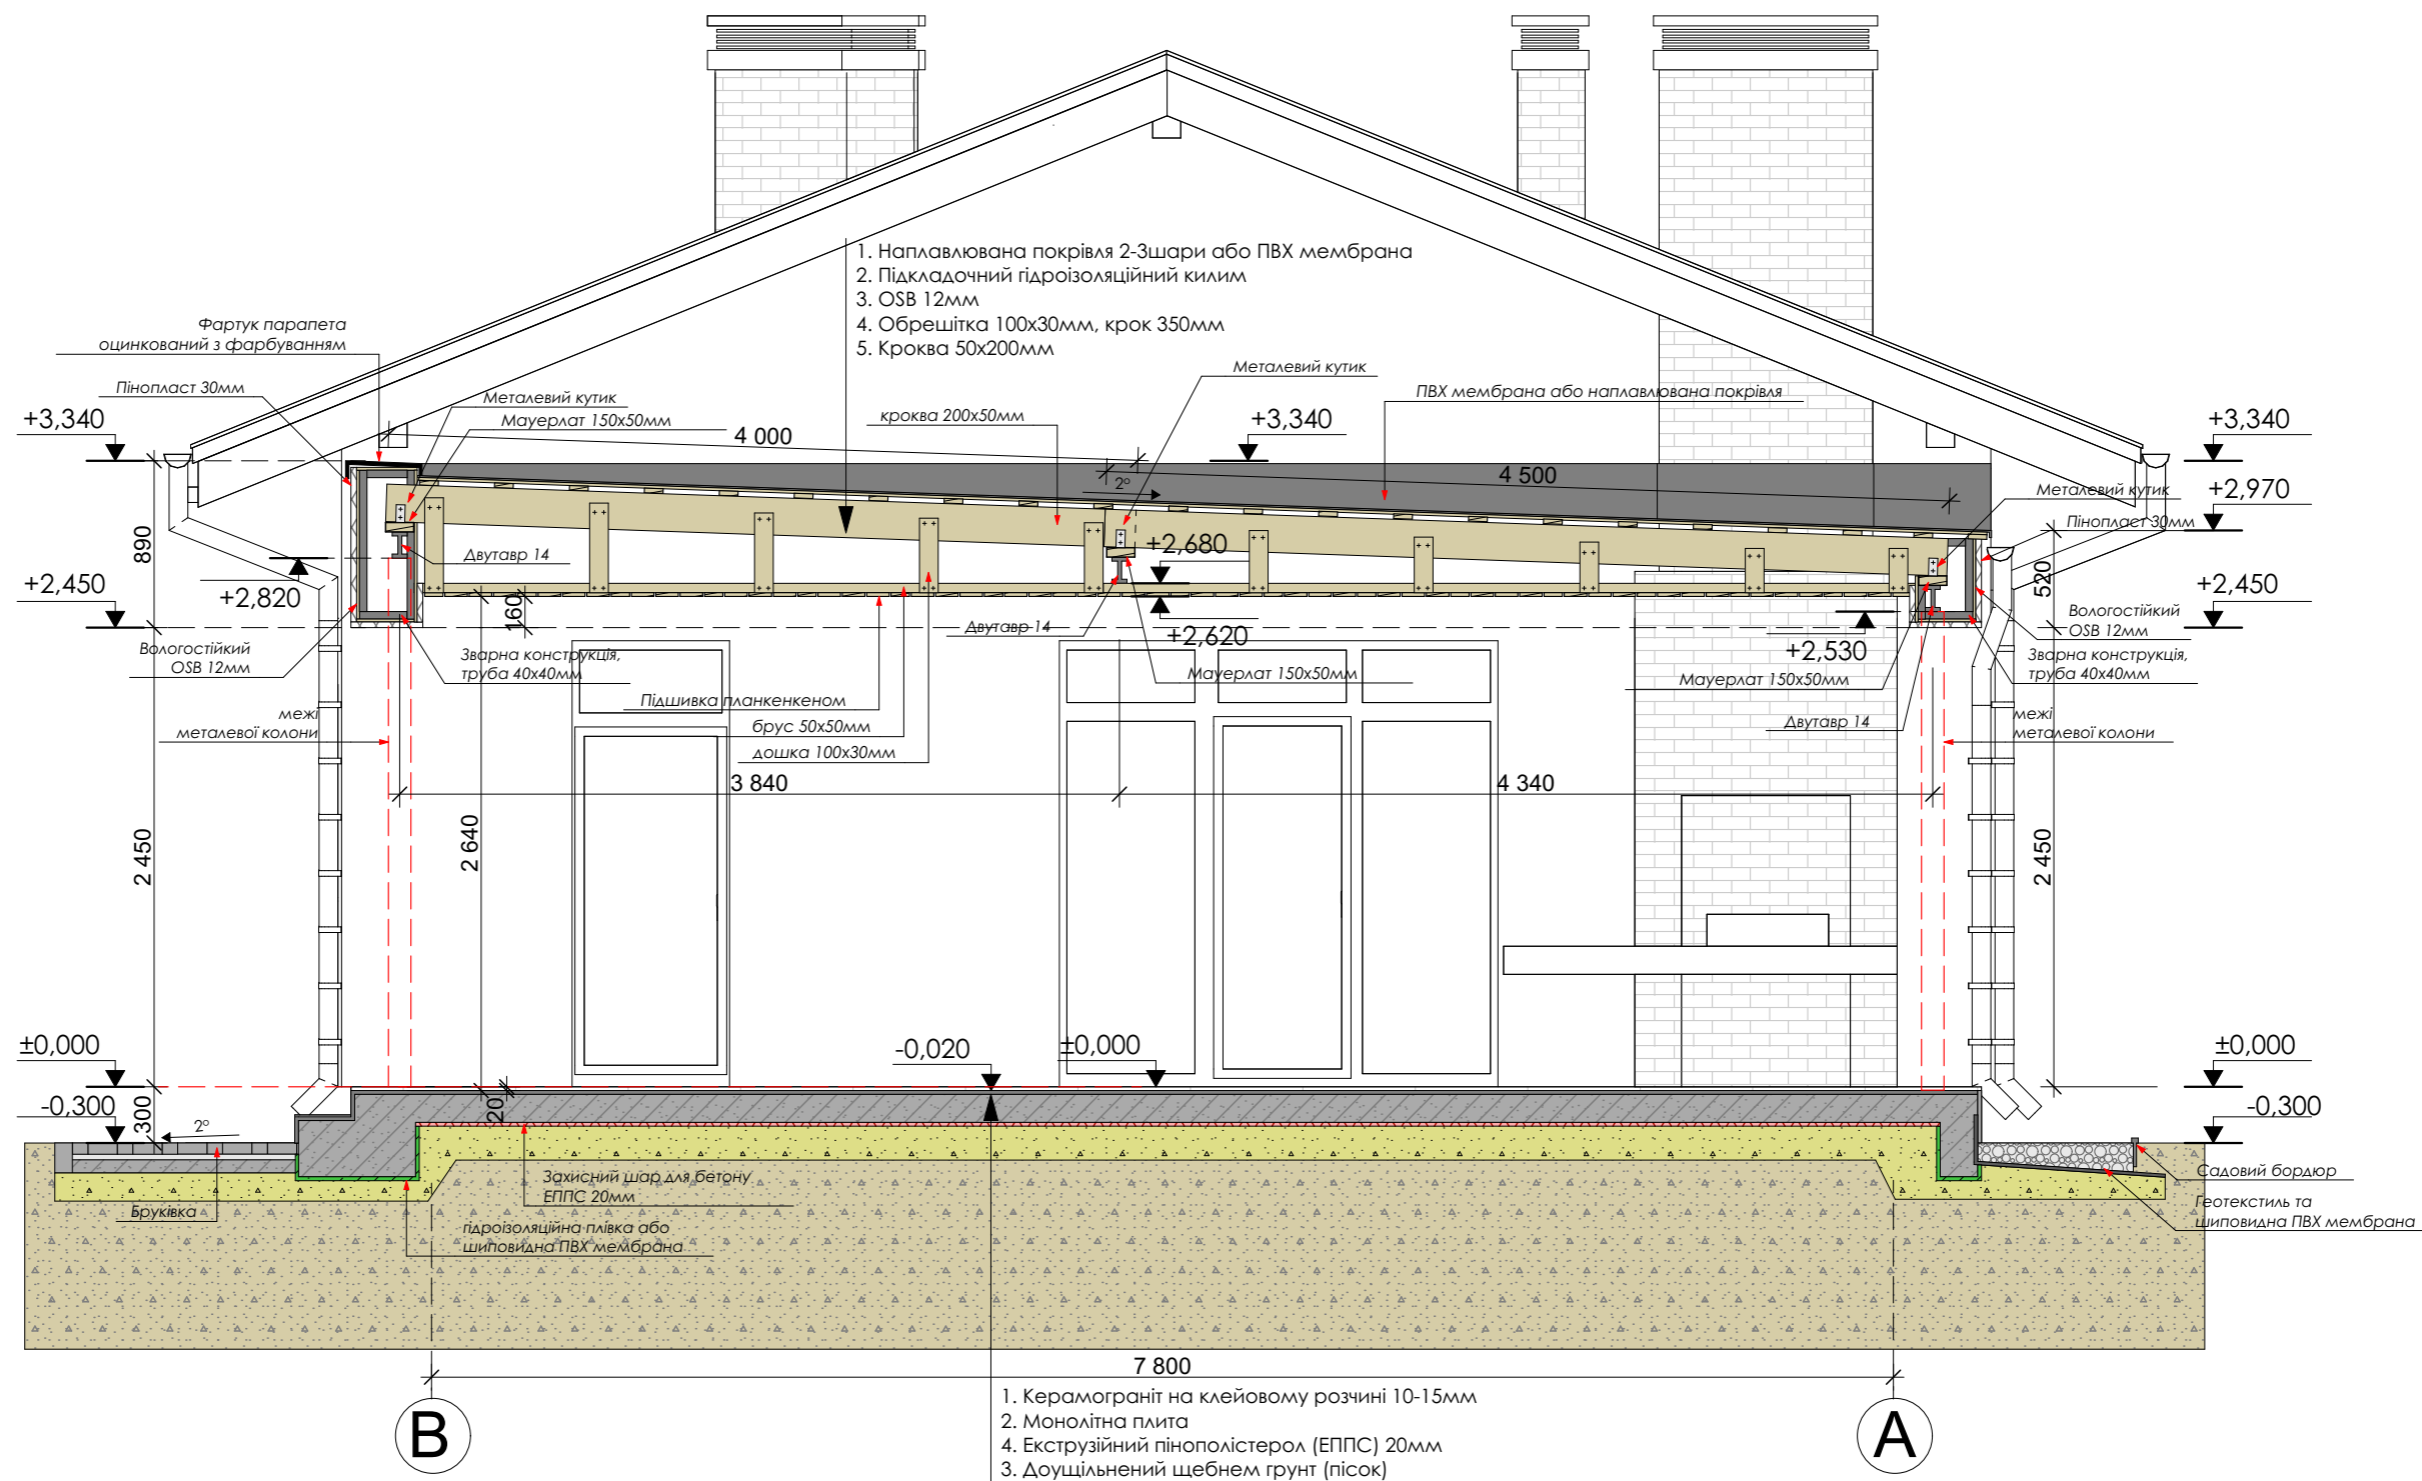 1. Наплавлювана покрівля 2-3шари або ПВХ мембрана
2. Підкладочний гідроізоляційний килим
3. OSB 12мм
4. Обрешітка 100х30мм, крок 350мм
5. Кроква 50х200мм
Фартук парапета
оцинкований з фарбуванням
Пінопласт 30мм
Металевий кутик
Мауерлат 150х50мм
кроква 200х50мм
Металевий кутик
ПВХ мембрана або наплавлювана покрівля
+3,340
4 000
+3,340
+3,340
4 500
2°
Металевий кутик
+2,970
Пінопласт 30мм
890
Двутавр 14
+2,680
520
+2,450
+2,820
160
+2,450
Двутавр 14
+2,620
+2,530
Вологостійкий
OSB 12мм
Вологостійкий
OSB 12мм
Зварна конструкція,
труба 40х40мм
Мауерлат 150х50мм
Мауерлат 150х50мм
Зварна конструкція,
труба 40х40мм
Підшивка планкенкеном
межі
металевої колони
брус 50х50мм
дошка 100х30мм
Двутавр 14
межі
металевої колони
3 840
4 340
2 450
2 640
2 450
±0,000
-0,020
±0,000
±0,000
-0,300
300
2°
20
-0,300
Захисний шар для бетону
ЕППС 20мм
Садовий бордюр
Бруківка
гідроізоляційна плівка або
шиповидна ПВХ мембрана
Геотекстиль та
шиповидна ПВХ мембрана
7 800
В
А
1. Керамограніт на клейовому розчині 10-15мм
2. Монолітна плита
4. Екструзійний пінополістерол (ЕППС) 20мм
3. Доущільнений щебнем грунт (пісок)